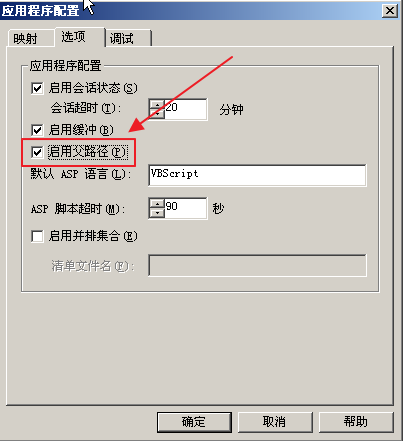 应用程序配置
映射 选项 调试
应用程序配置
启用会话状态(S)
会话超时(T): 20 分钟
启用缓冲(B)
启用父路径(P)
默认 ASP 语言(L): VBScript
ASP 脚本超时(M): 90 秒
启用并排集合(E)
清单文件名(F):
确定 取消 帮助